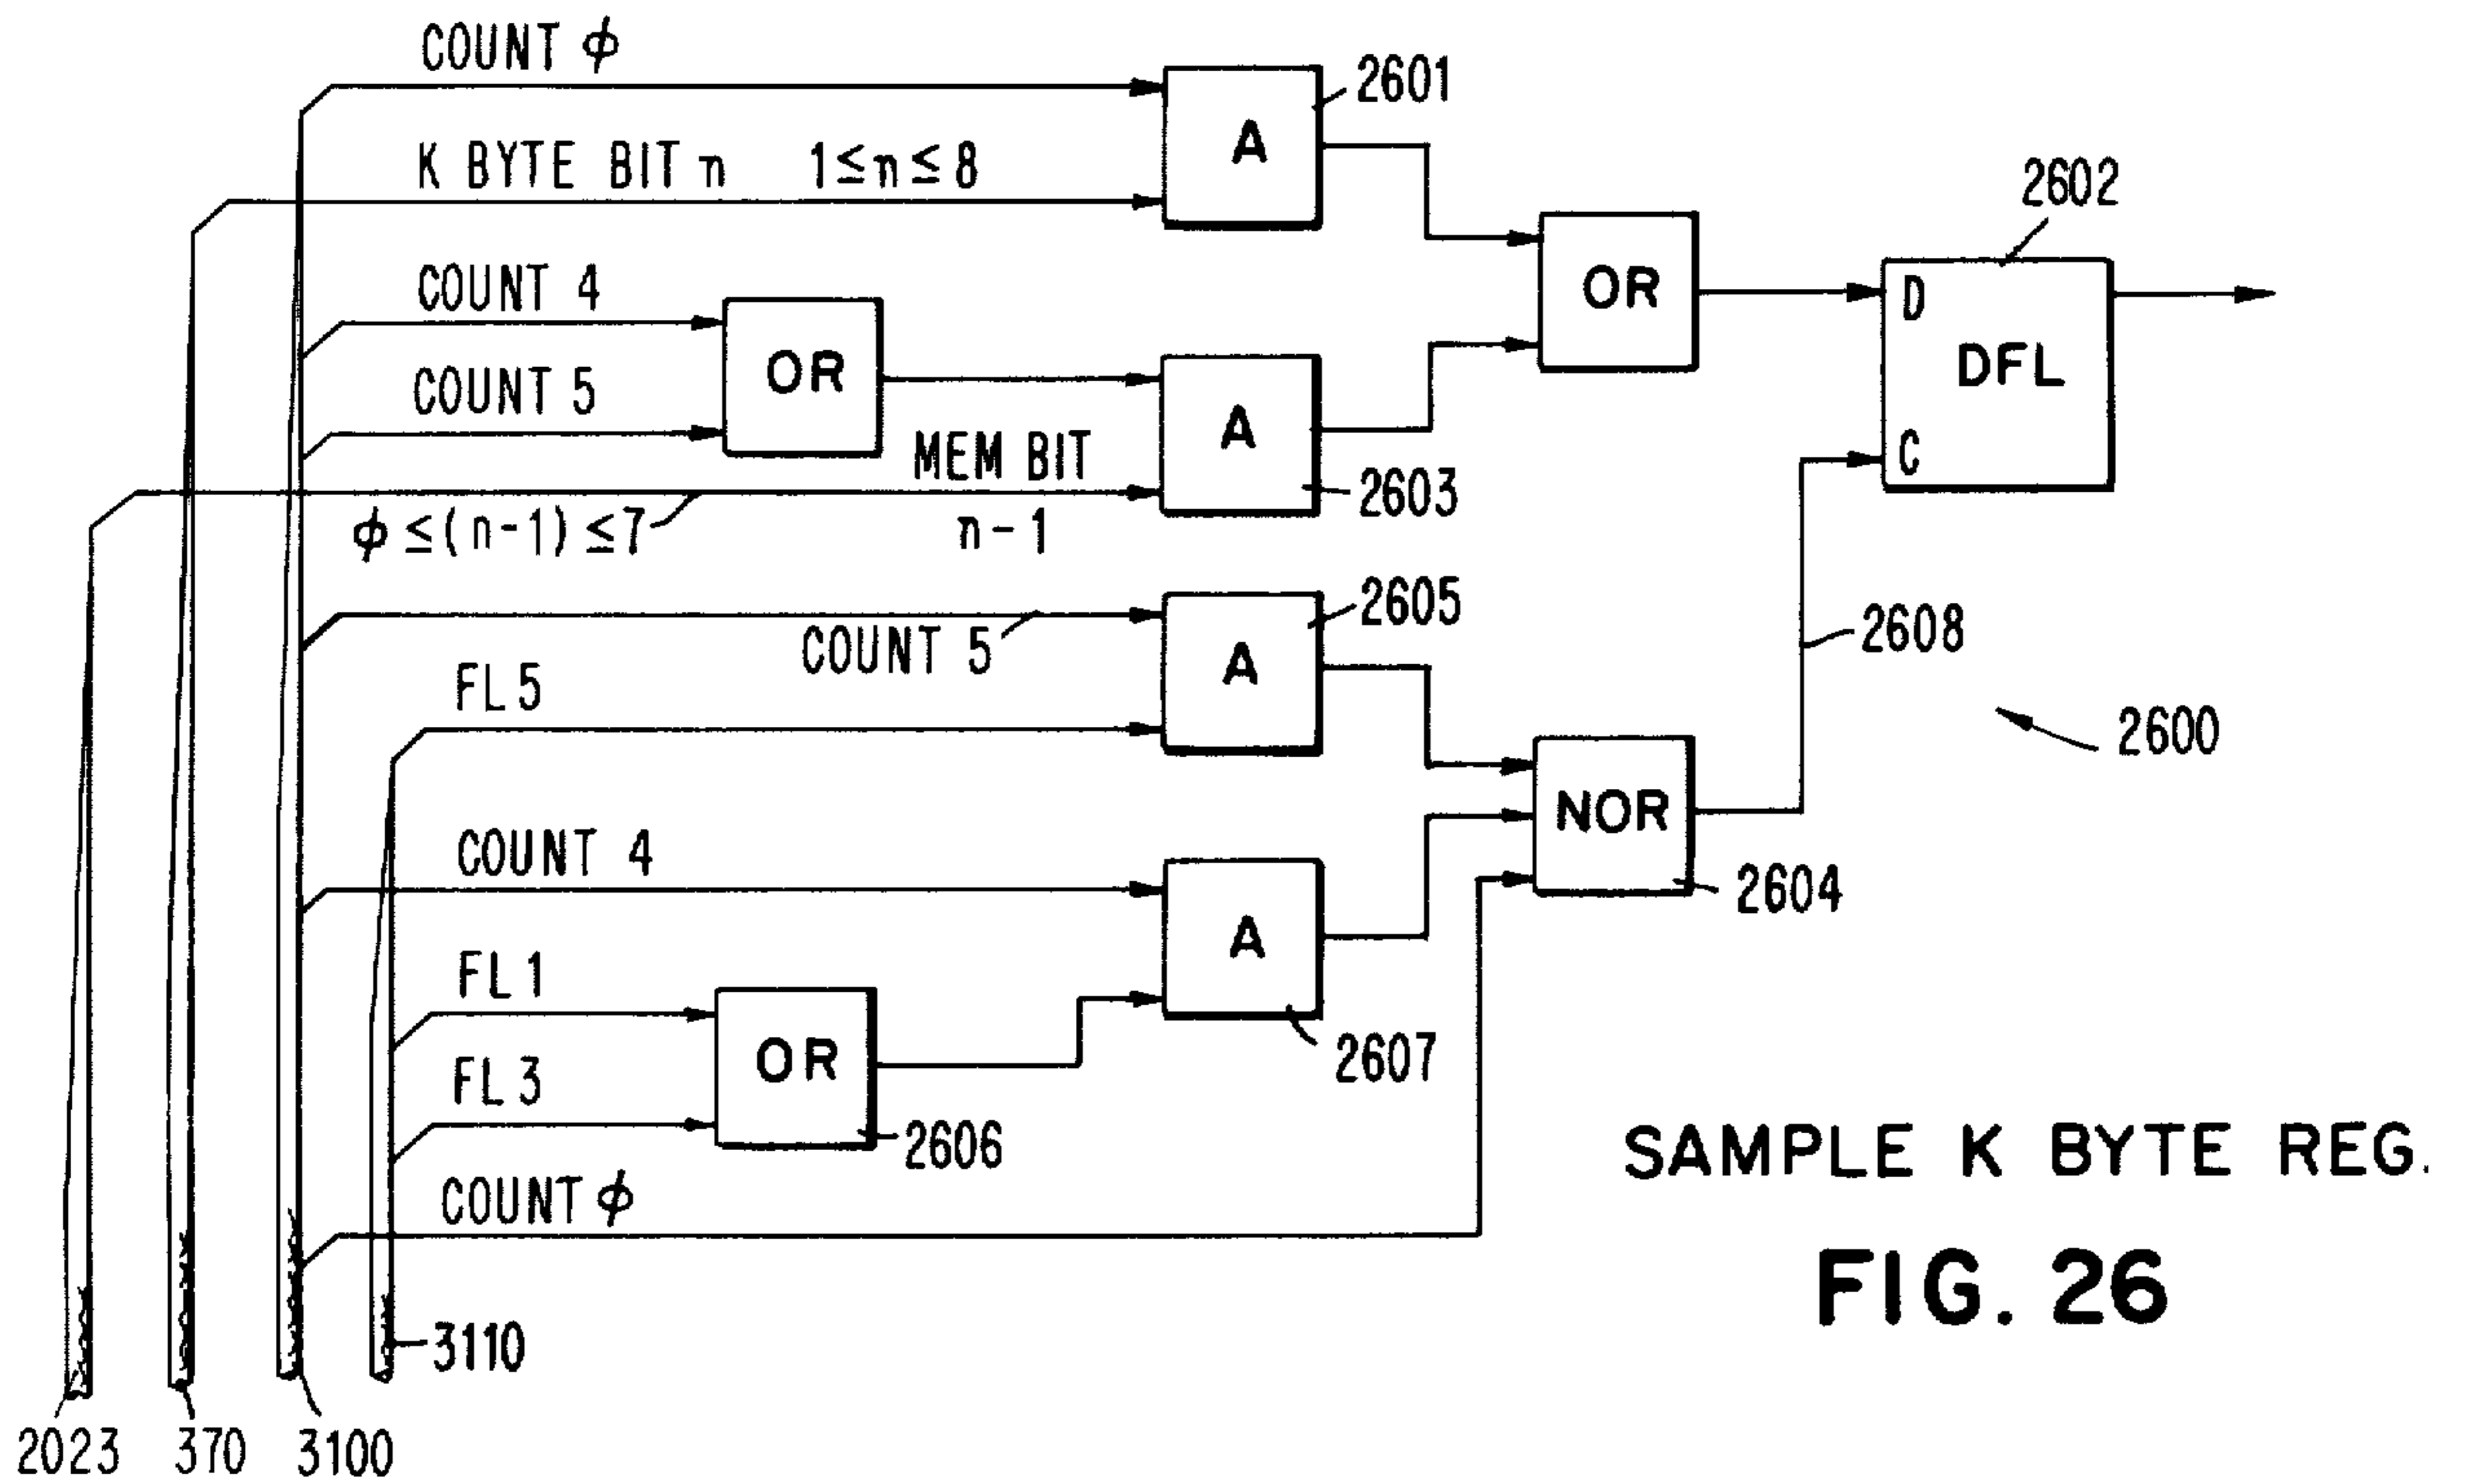 COUNT ϕ
2601
A
K BYTE BIT n 1≤n≤8
2602
COUNT 4
OR
D
DFL
C
OR
COUNT 5
A
MEM BIT
2603
ϕ≤(n-1)≤7
n-1
2605
COUNT 5
A
2608
FL5
2600
NOR
COUNT 4
2604
A
FL1
2607
OR
FL3
2606
COUNT ϕ
SAMPLE K BYTE REG.
FIG. 26
3110
2023
370
3100